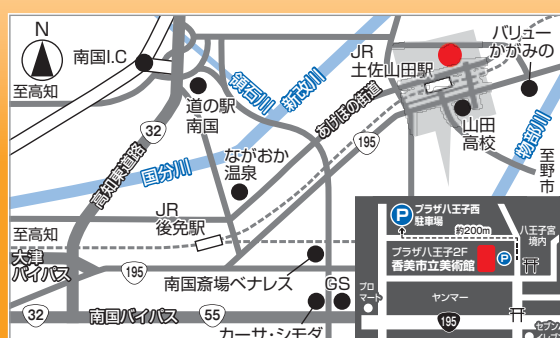 N
南国I.C
至高知
領石川
新改川
道の駅
南国
32
高知東道路
国分川
ながおか
温泉
あけぼの街道
195
JR
土佐山田駅
バリュー
かがみの
山田
高校
物部川
至野市
JR
後免駅
至高知
大津
バイパス
195
南国斎場ベナレス
GS
32
南国バイパス
55
カーサ・シモダ
P
プラザ八王子西
駐車場
約200m
八王子宮
境内
プラザ八王子2F
香美市立美術館
P
プロ
マート
ヤンマー
195
セブン